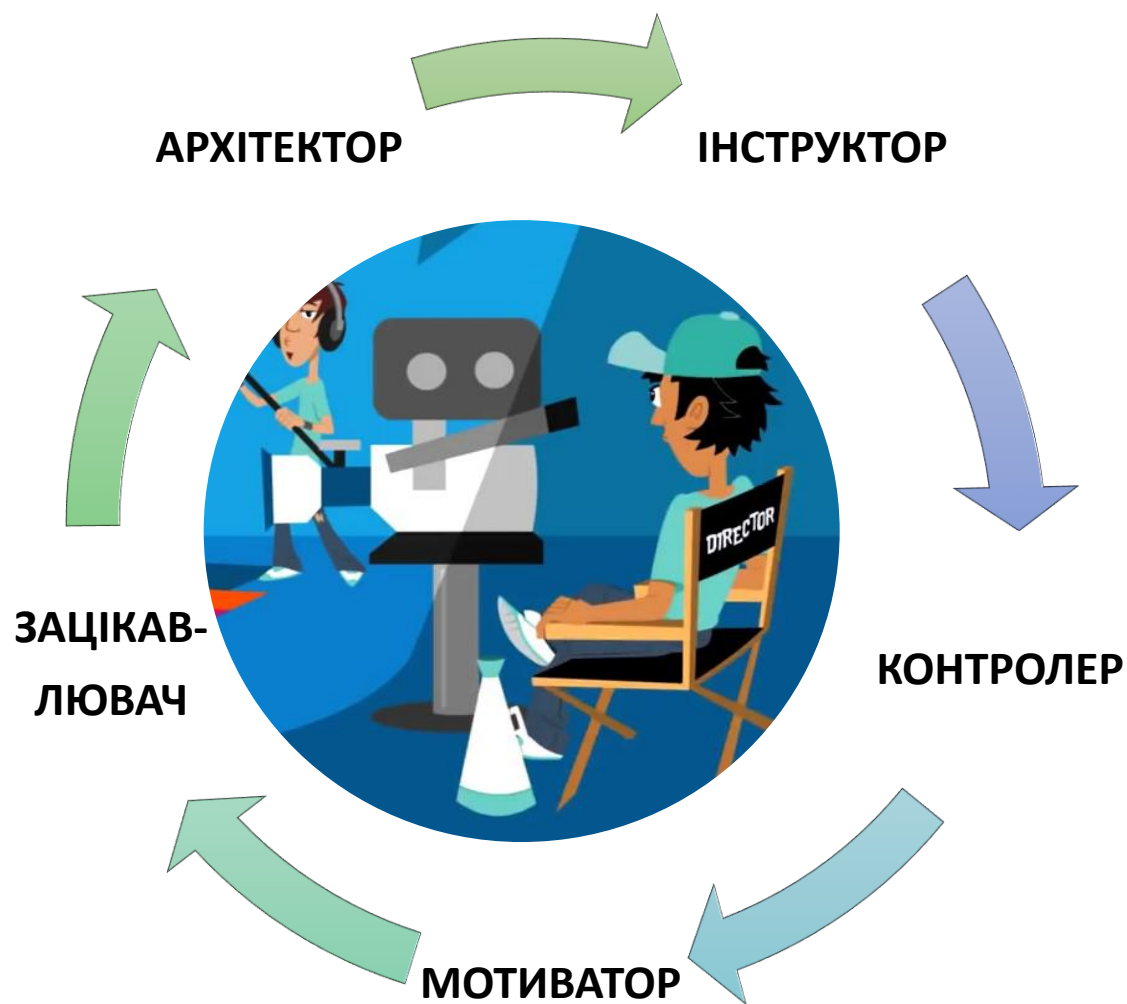 АРХІТЕКТОР
ІНСТРУКТОР
DIRECTOR
ЗАЦІКАВ-
ЛЮВАЧ
КОНТРОЛЕР
МОТИВАТОР